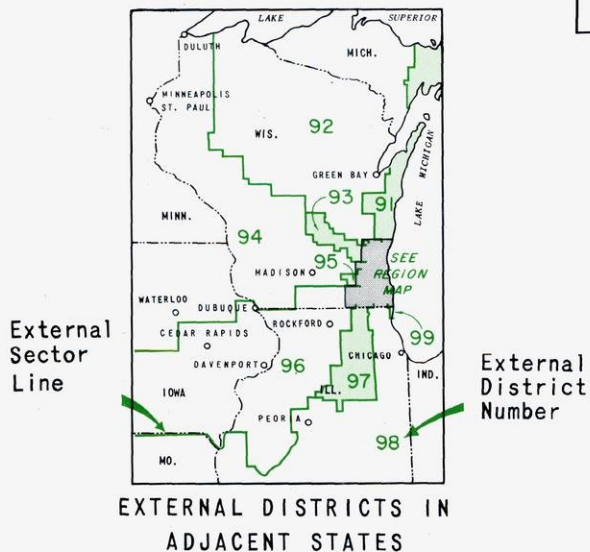 LAKE SUPERIOR
DULUTH
MICH.
MINNEAPOLIS
ST. PAUL
WIS.
92
GREEN BAY
LAKE MICHIGAN
93
91
MINN.
94
95
SEE
REGION
MAP
MADISON
WATERLOO
DUBUQUE
ROCKFORD
99
CEDAR RAPIDS
CHICAGO
DAVENPORT
96
IND.
97
ILL.
IOWA
PEORIA
98
MO.
External
Sector
Line
External
District
Number
EXTERNAL DISTRICTS IN
ADJACENT STATES